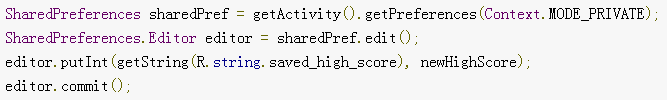 SharedPreferences sharedPref = getActivity().getPreferences(Context.MODE_PRIVATE);
SharedPreferences.Editor editor = sharedPref.edit();
editor.putInt(getString(R.string.saved_high_score), newHighScore);
editor.commit();